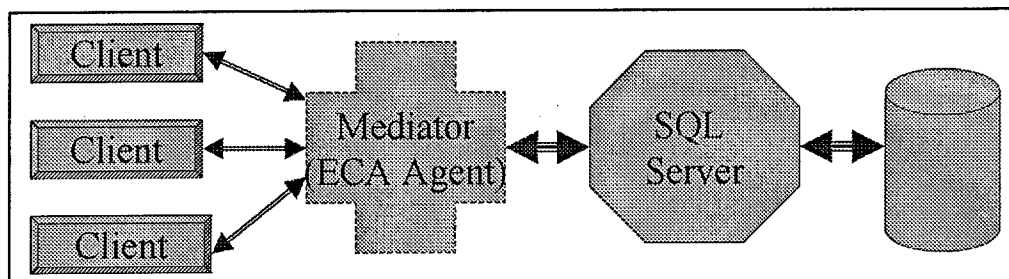 Client
Client
Client
Mediator
(ECA Agent)
SQL
Server